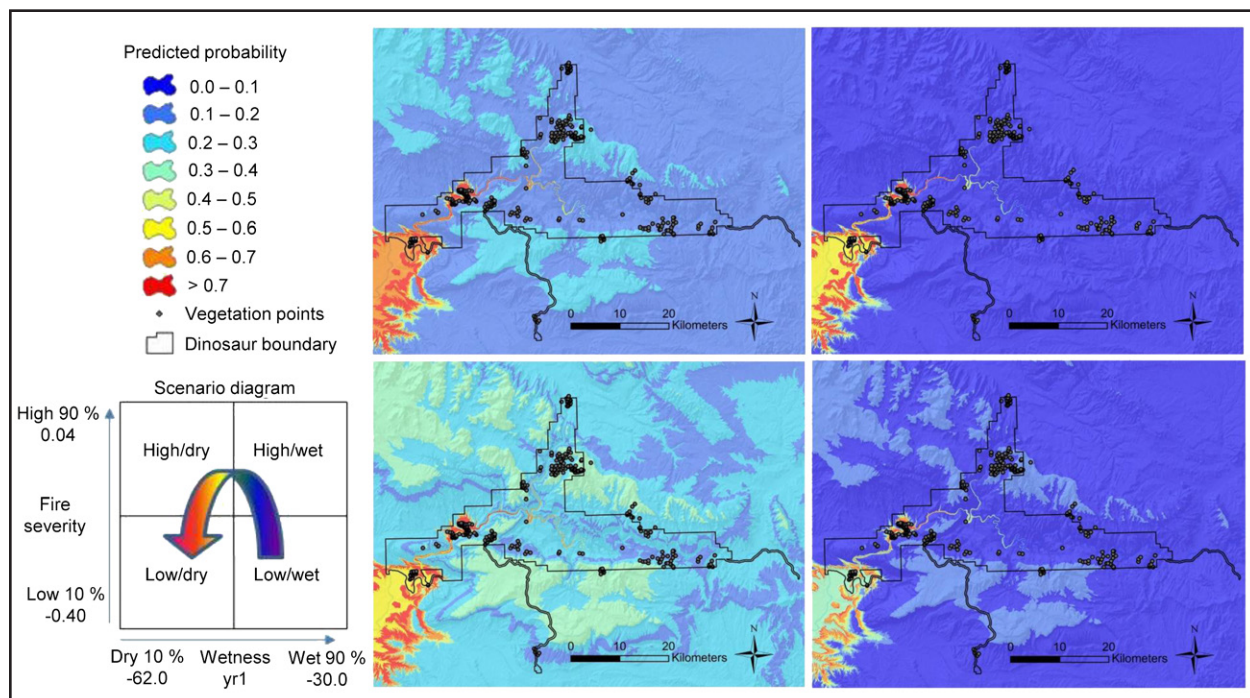 Predicted probability
0.0 – 0.1
0.1 – 0.2
0.2 – 0.3
0.3 – 0.4
0.4 – 0.5
0.5 – 0.6
0.6 – 0.7
> 0.7
Vegetation points
Dinosaur boundary
Scenario diagram
High 90 %
0.04
High/dry
High/wet
Fire
severity
Low/dry
Low/wet
Low 10 %
-0.40
Dry 10 %
-62.0
Wetness
yr1
Wet 90 %
-30.0
N
0 10 20
Kilometers
N
0 10 20
Kilometers
N
0 10 20
Kilometers
N
0 10 20
Kilometers